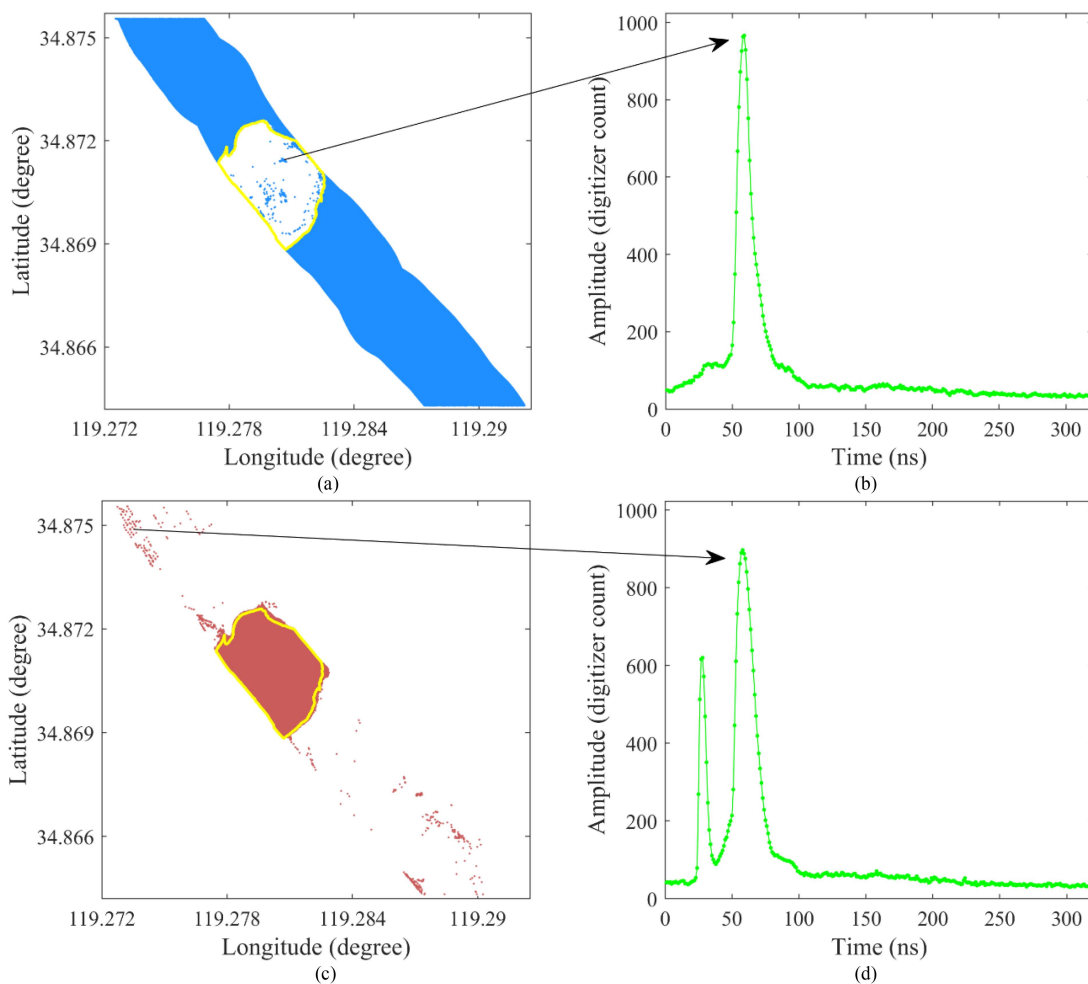 34.875
34.872
34.869
34.866
Latitude (degree)
119.272 119.278 119.284 119.29
Longitude (degree)
(a)
1000
800
600
400
200
0
Amplitude (digitizer count)
0 50 100 150 200 250 300
Time (ns)
(b)
34.875
34.872
34.869
34.866
Latitude (degree)
119.272 119.278 119.284 119.29
Longitude (degree)
(c)
1000
800
600
400
200
0
Amplitude (digitizer count)
0 50 100 150 200 250 300
Time (ns)
(d)